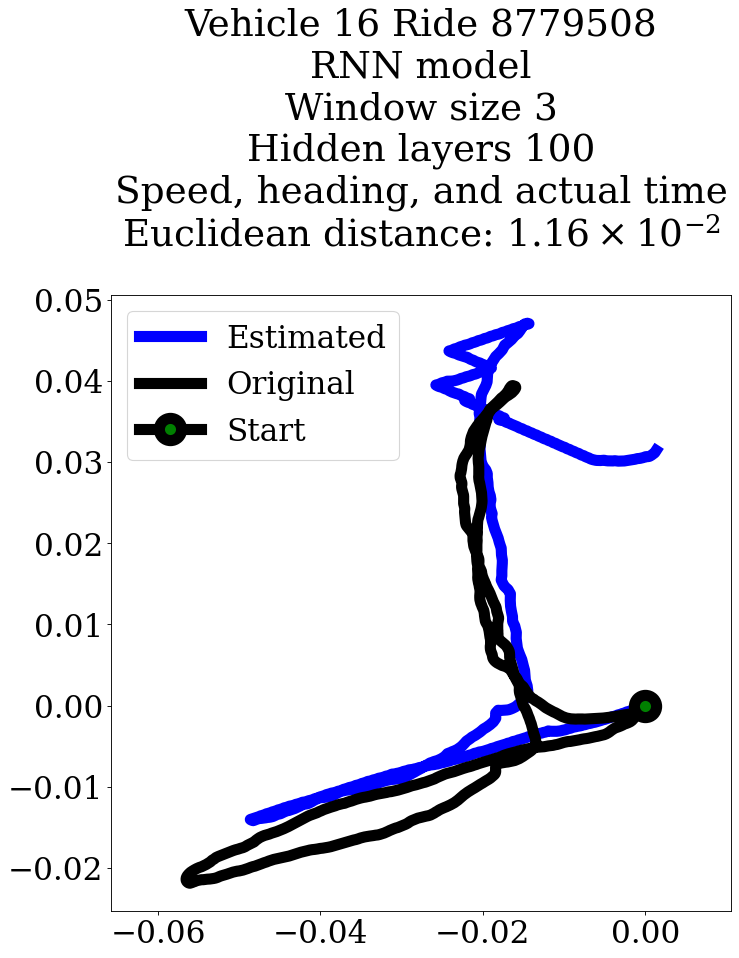 Vehicle 16 Ride 8779508
RNN model
Window size 3
Hidden layers 100
Speed, heading, and actual time
Euclidean distance: 1.16 × 10⁻²
0.05
0.04
0.03
0.02
0.01
0.00
−0.01
−0.02
Estimated
Original
Start
−0.06
−0.04
−0.02
0.00